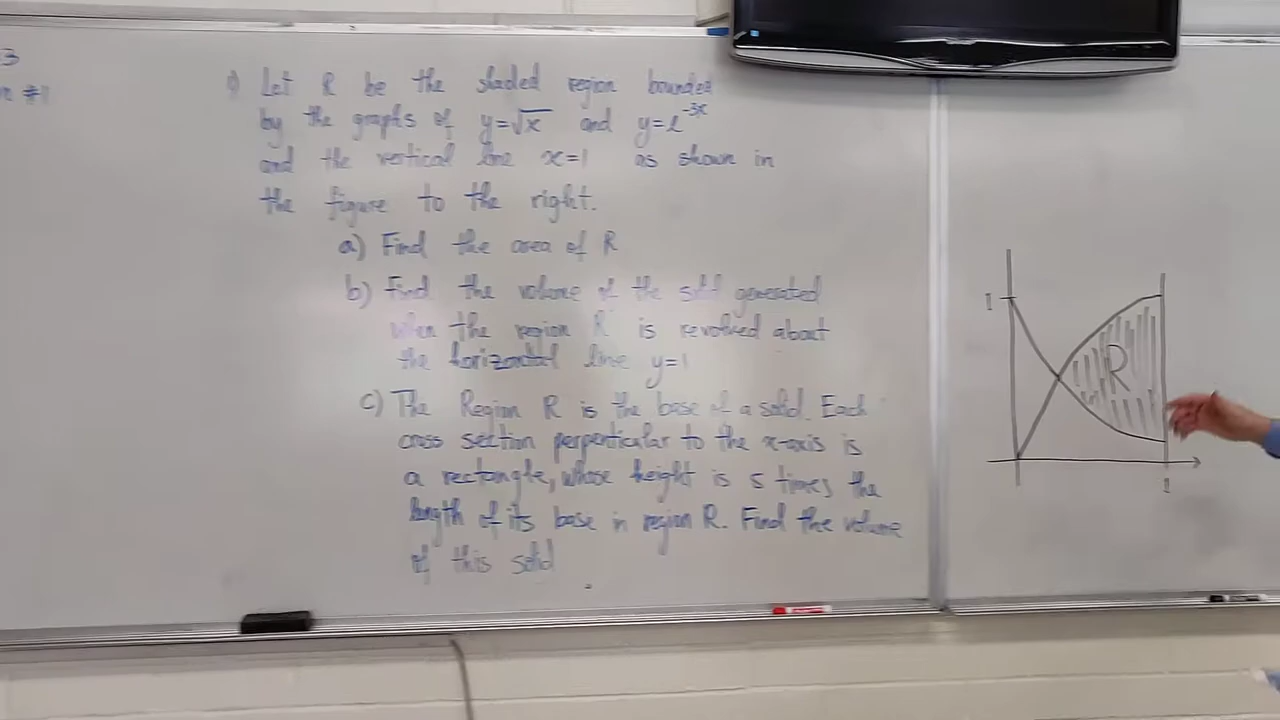 3
#1
1) Let R be the shaded region bounded
by the graphs of y=√x and y=e^-3x
and the vertical line x=1 as shown in
the figure to the right.
a) Find the area of R
b) Find the volume of the solid generated
when the region R is revolved about
the horizontal line y=1
c) The Region R is the base of a solid. Each
cross section perpenticular to the x-axis is
a rectangle, whose height is 5 times the
length of its base in region R. Find the volume
of this solid
1
R
1